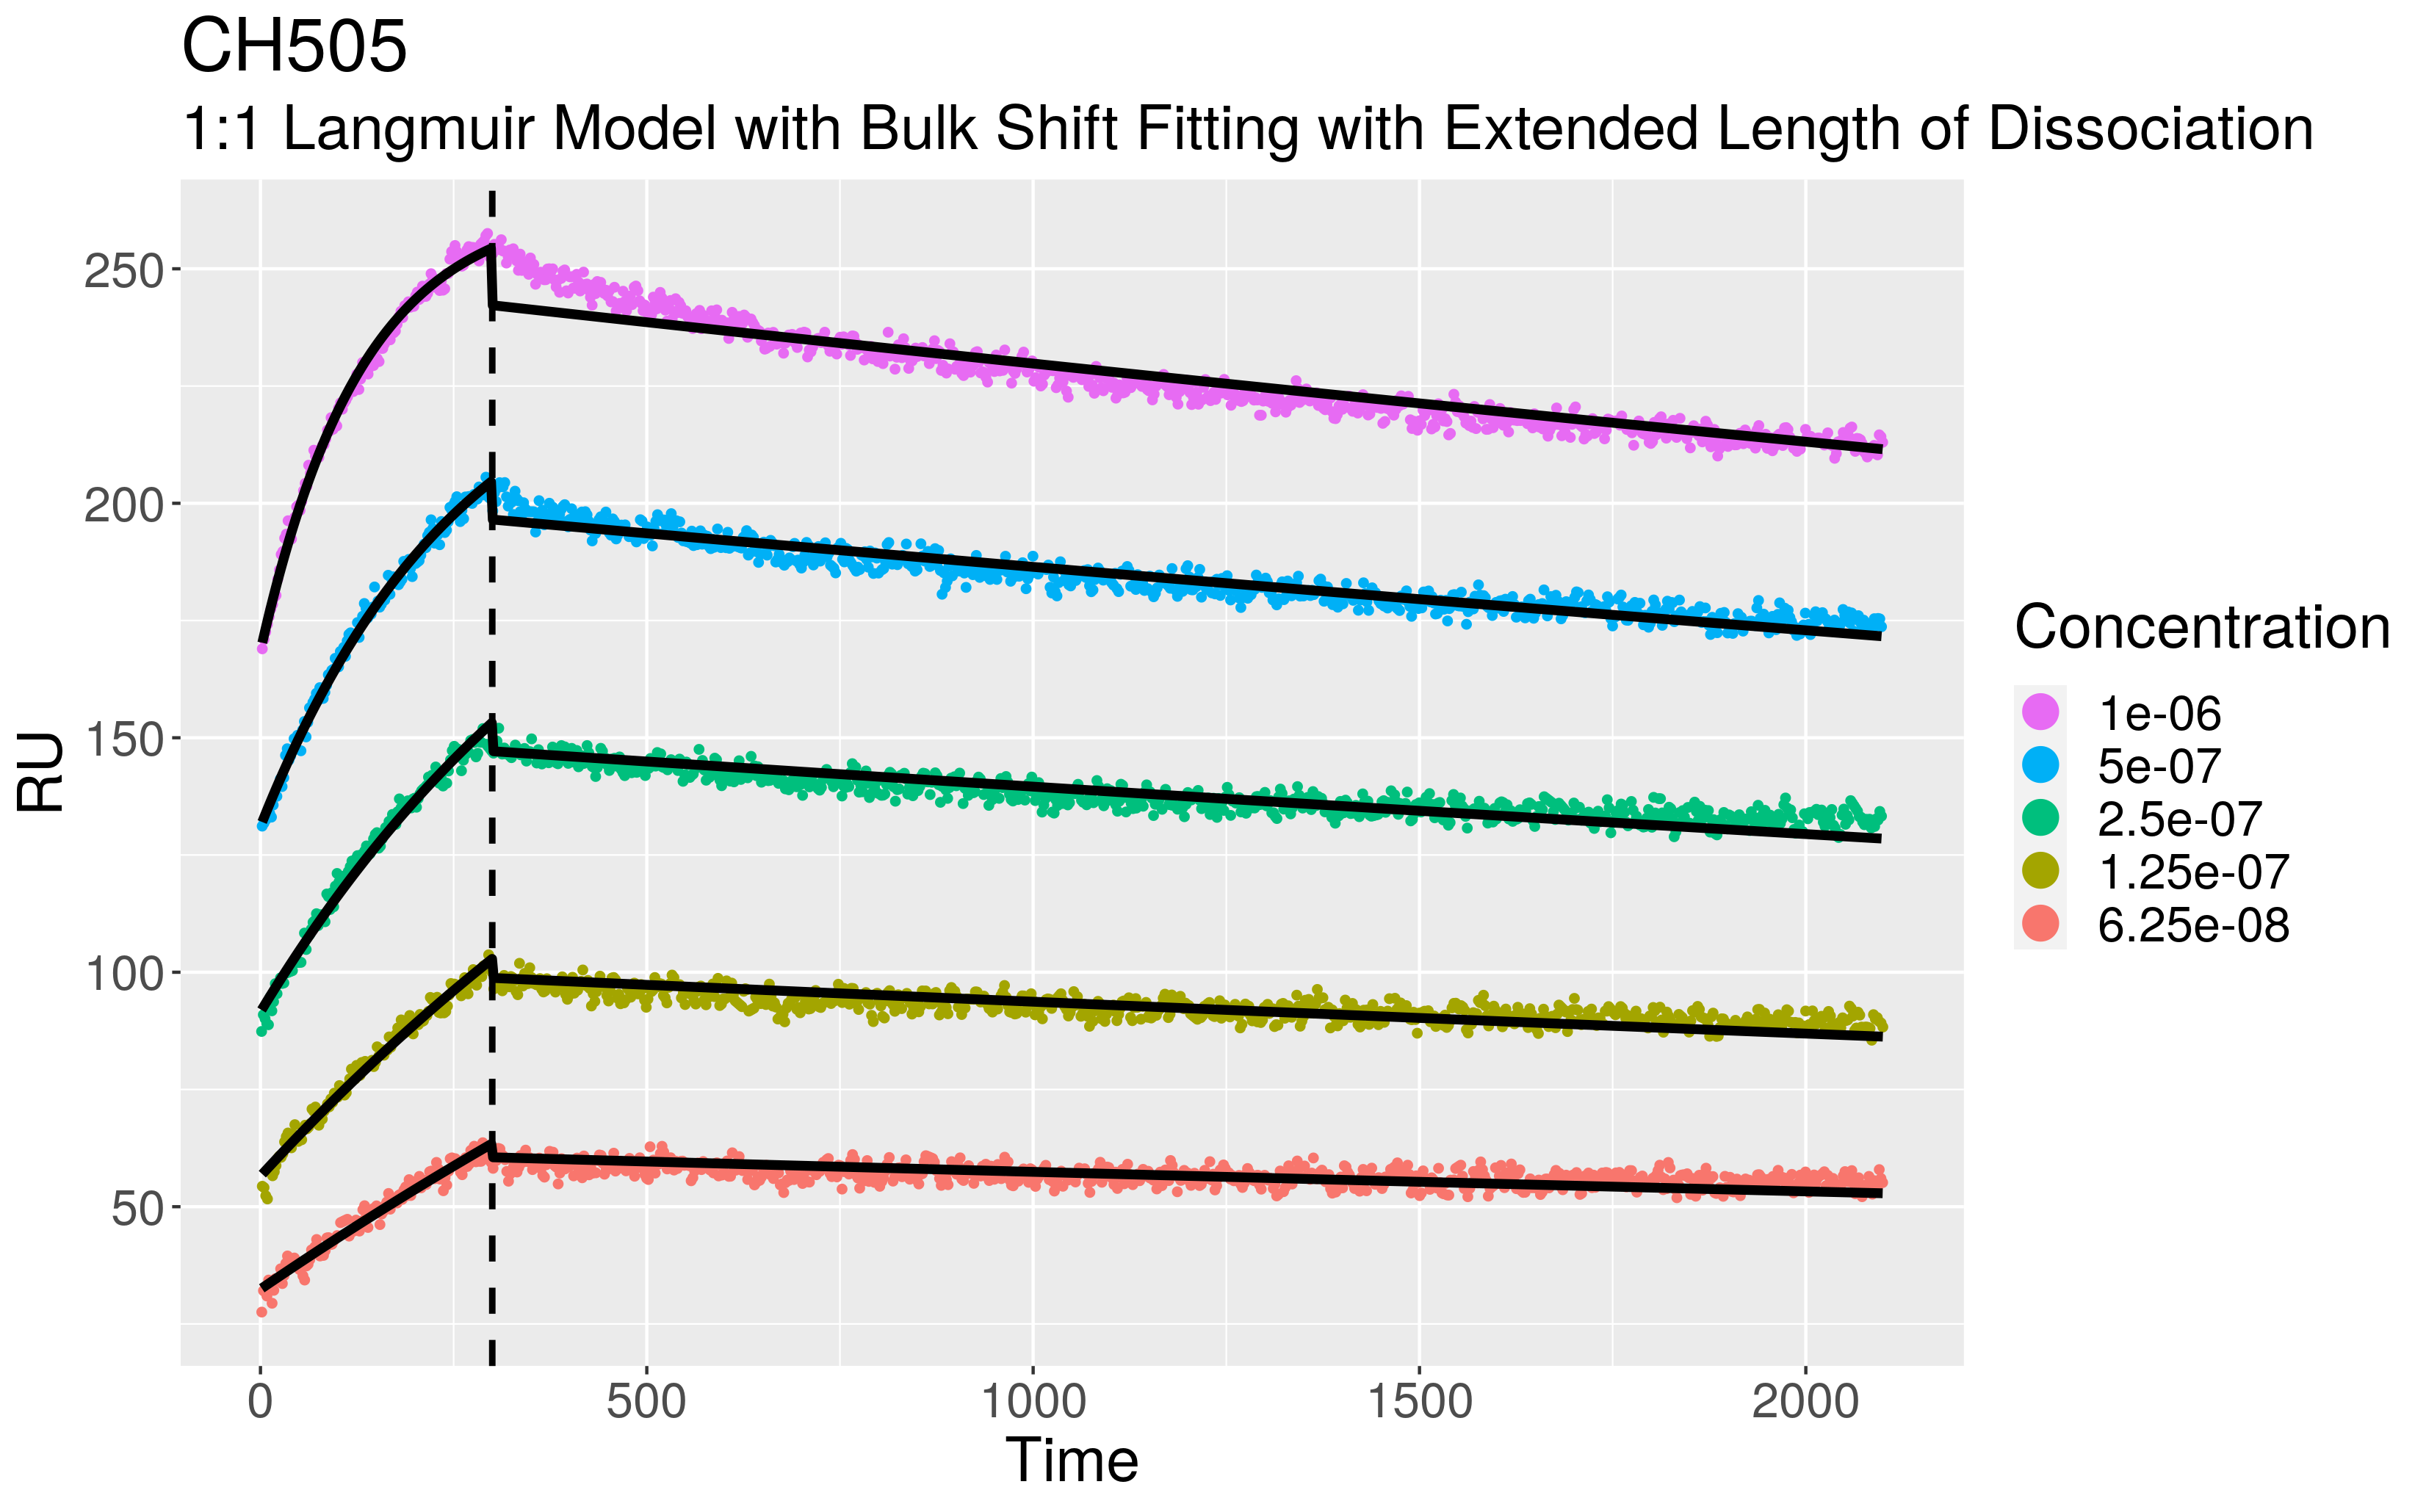 CH505
1:1 Langmuir Model with Bulk Shift Fitting with Extended Length of Dissociation
RU
250
200
150
100
50
0
500
1000
1500
2000
Time
Concentration
1e-06
5e-07
2.5e-07
1.25e-07
6.25e-08